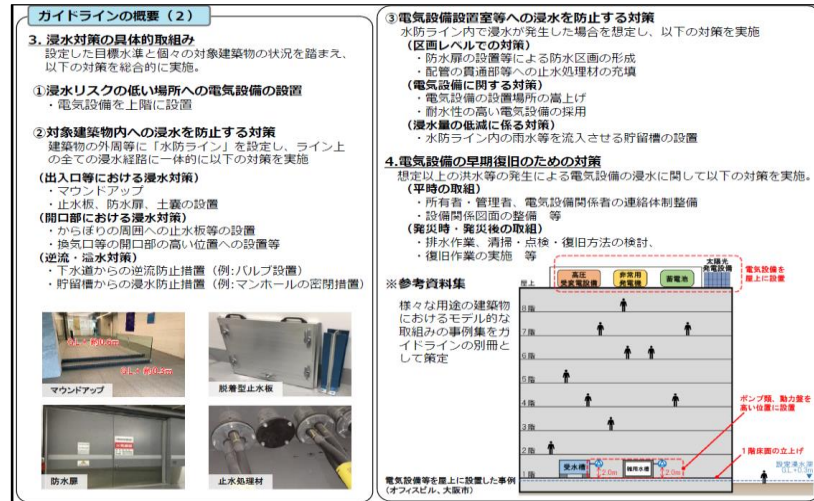 ガイドラインの概要（2）
3. 浸水対策の具体的取組み
設定した目標水準と個々の対象建築物の状況を踏まえ、
以下の対策を総合的に実施。
①浸水リスクの低い場所への電気設備の設置
・電気設備を上階に設置
②対象建築物内への浸水を防止する対策
建築物の外周等に「水防ライン」を設定し、ライン上
の全ての浸水経路に一体的に以下の対策を実施
(出入口等における浸水対策)
・マウンドアップ
・止水板、防水扉、土嚢の設置
(開口部における浸水対策)
・からぼりの周囲への止水板等の設置
・換気口等の開口部の高い位置への設置等
(逆流・溢水対策)
・下水道からの逆流防止措置（例:バルブ設置）
・貯留槽からの浸水防止措置（例:マンホールの密閉措置）
マウンドアップ
脱着型止水板
防水扉
止水処理材
③電気設備設置室等への浸水を防止する対策
水防ライン内で浸水が発生した場合を想定し、以下の対策を実施
(区画レベルでの対策)
・防水扉の設置等による防水区画の形成
・配管の貫通部等への止水処理材の充填
(電気設備に関する対策)
・電気設備の設置場所の嵩上げ
・耐水性の高い電気設備の採用
(浸水量の低減に係る対策)
・水防ライン内の雨水等を流入させる貯留槽の設置
4.電気設備の早期復旧のための対策
想定以上の洪水等の発生による電気設備の浸水に関して以下の対策を実施。
(平時の取組)
・所有者・管理者、電気設備関係者の連絡体制整備
・設備関係図面の整備　等
(発災時・発災後の取組)
・排水作業、清掃・点検・復旧方法の検討、
・復旧作業の実施　等
※参考資料集
様々な用途の建築物
におけるモデル的な
取組みの事例集をガ
イドラインの別冊と
して策定
屋上
高圧
受変電設備
非常用
発電機
蓄電池
太陽光
発電設備
電気設備を
屋上に設置
8階
7階
6階
5階
4階
3階
2階
1階
受水槽
2.0m
雑用水槽
2.0m
ポンプ類、動力盤を
高い位置に設置
1階床面の立上げ
設定浸水深
電気設備等を屋上に設置した事例
(オフィスビル、大阪市)